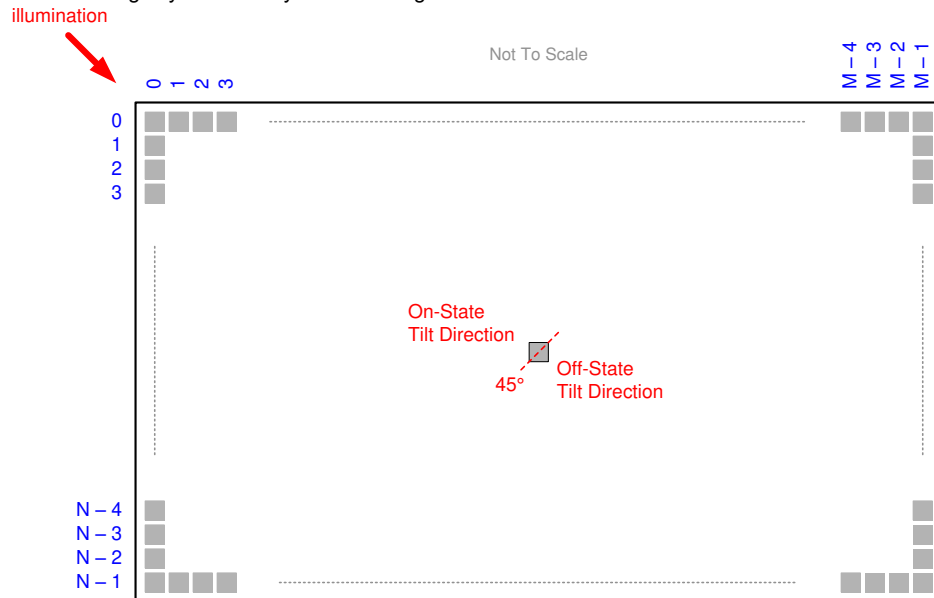 illumination
Not To Scale
M – 4
M – 3
M – 2
M – 1
0
1
2
3
0
1
2
3
On-State
Tilt Direction
Off-State
Tilt Direction
45°
N – 4
N – 3
N – 2
N – 1